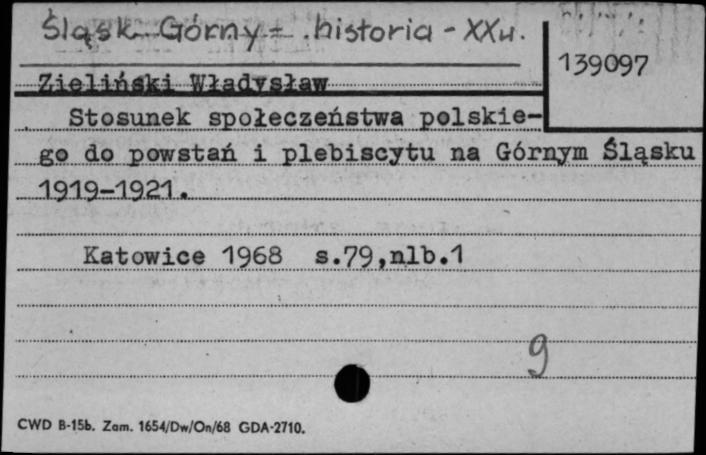 Śląsk Górny - historia - XXw.
139097
Zieliński Władysław
Stosunek społeczeństwa polskie-
go do powstań i plebiscytu na Górnym Śląsku
1919-1921.
Katowice 1968 s.79,nlb.1
9
CWD B-15b. Zam. 1654/Dw/On/68 GDA-2710.